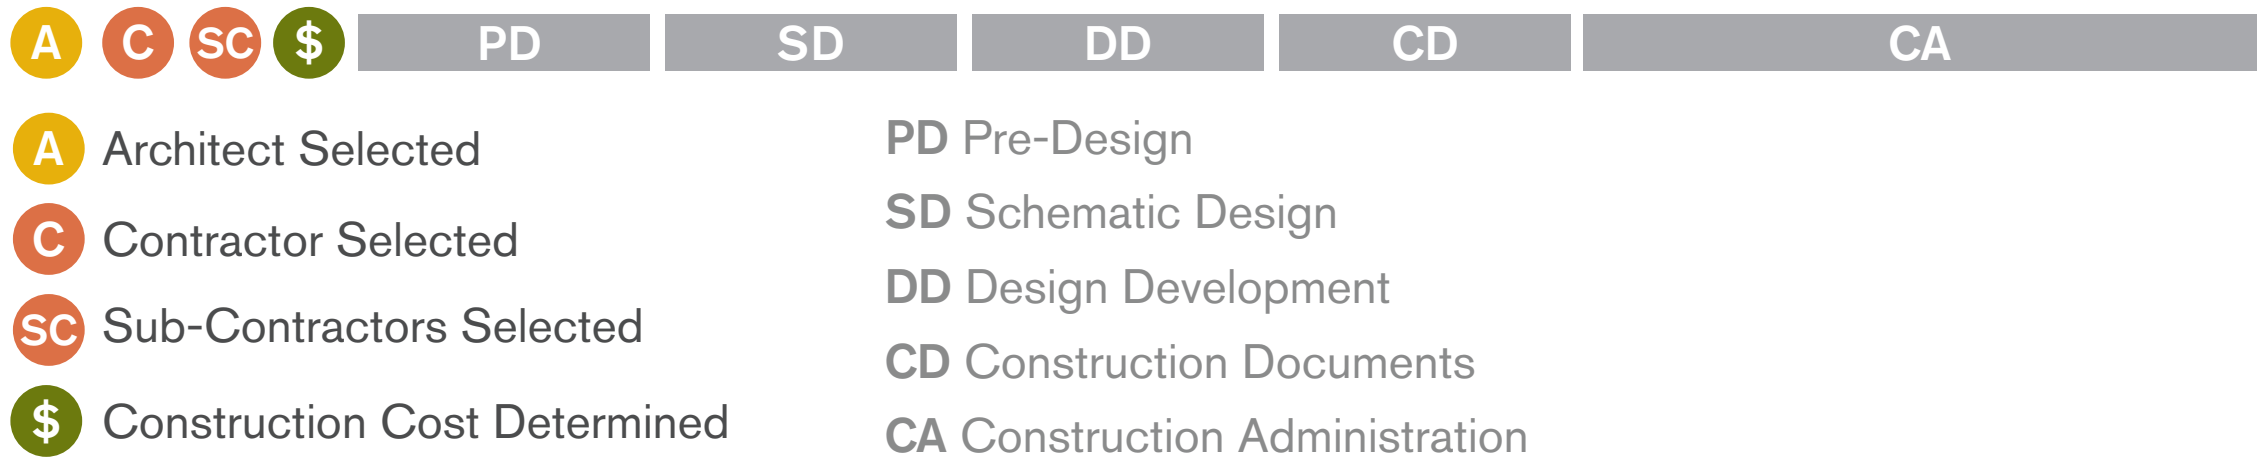 A C SC $ PD SD DD CD CA
A Architect Selected
C Contractor Selected
SC Sub-Contractors Selected
$ Construction Cost Determined
PD Pre-Design
SD Schematic Design
DD Design Development
CD Construction Documents
CA Construction Administration